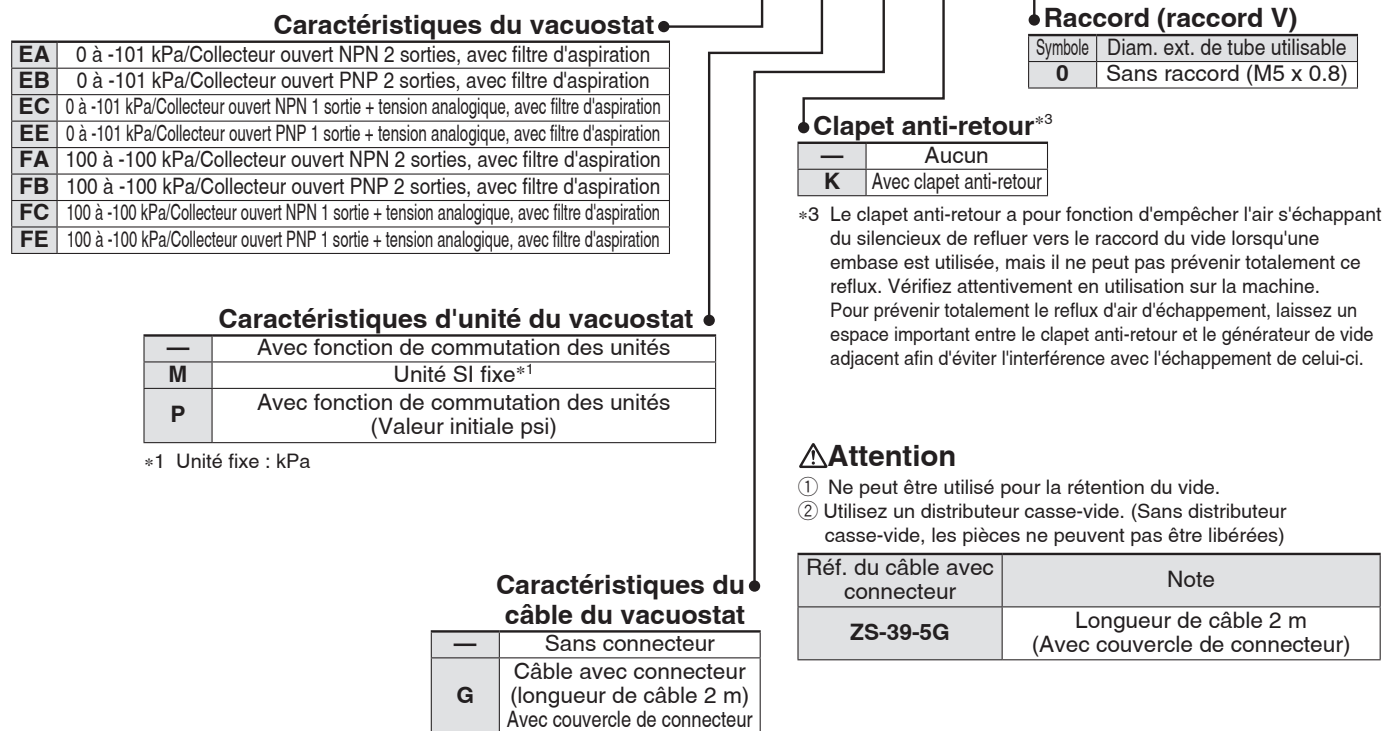 Caractéristiques du vacuostat
EA 0 à -101 kPa/Collecteur ouvert NPN 2 sorties, avec filtre d'aspiration
EB 0 à -101 kPa/Collecteur ouvert PNP 2 sorties, avec filtre d'aspiration
EC 0 à -101 kPa/Collecteur ouvert NPN 1 sortie + tension analogique, avec filtre d'aspiration
EE 0 à -101 kPa/Collecteur ouvert PNP 1 sortie + tension analogique, avec filtre d'aspiration
FA 100 à -100 kPa/Collecteur ouvert NPN 2 sorties, avec filtre d'aspiration
FB 100 à -100 kPa/Collecteur ouvert PNP 2 sorties, avec filtre d'aspiration
FC 100 à -100 kPa/Collecteur ouvert NPN 1 sortie + tension analogique, avec filtre d'aspiration
FE 100 à -100 kPa/Collecteur ouvert PNP 1 sortie + tension analogique, avec filtre d'aspiration
Caractéristiques d'unité du vacuostat
— Avec fonction de commutation des unités
M Unité SI fixe*1
P Avec fonction de commutation des unités
(Valeur initiale psi)
*1 Unité fixe : kPa
Caractéristiques du
câble du vacuostat
— Sans connecteur
G Câble avec connecteur
(longueur de câble 2 m)
Avec couvercle de connecteur
Raccord (raccord V)
Symbole Diam. ext. de tube utilisable
0 Sans raccord (M5 x 0.8)
Clapet anti-retour*3
— Aucun
K Avec clapet anti-retour
*3 Le clapet anti-retour a pour fonction d'empêcher l'air s'échappant
du silencieux de refluer vers le raccord du vide lorsqu'une
embase est utilisée, mais il ne peut pas prévenir totalement ce
reflux. Vérifiez attentivement en utilisation sur la machine.
Pour prévenir totalement le reflux d'air d'échappement, laissez un
espace important entre le clapet anti-retour et le générateur de vide
adjacent afin d'éviter l'interférence avec l'échappement de celui-ci.
⚠Attention
① Ne peut être utilisé pour la rétention du vide.
② Utilisez un distributeur casse-vide. (Sans distributeur
casse-vide, les pièces ne peuvent pas être libérées)
Réf. du câble avec
connecteur
Note
ZS-39-5G
Longueur de câble 2 m
(Avec couvercle de connecteur)